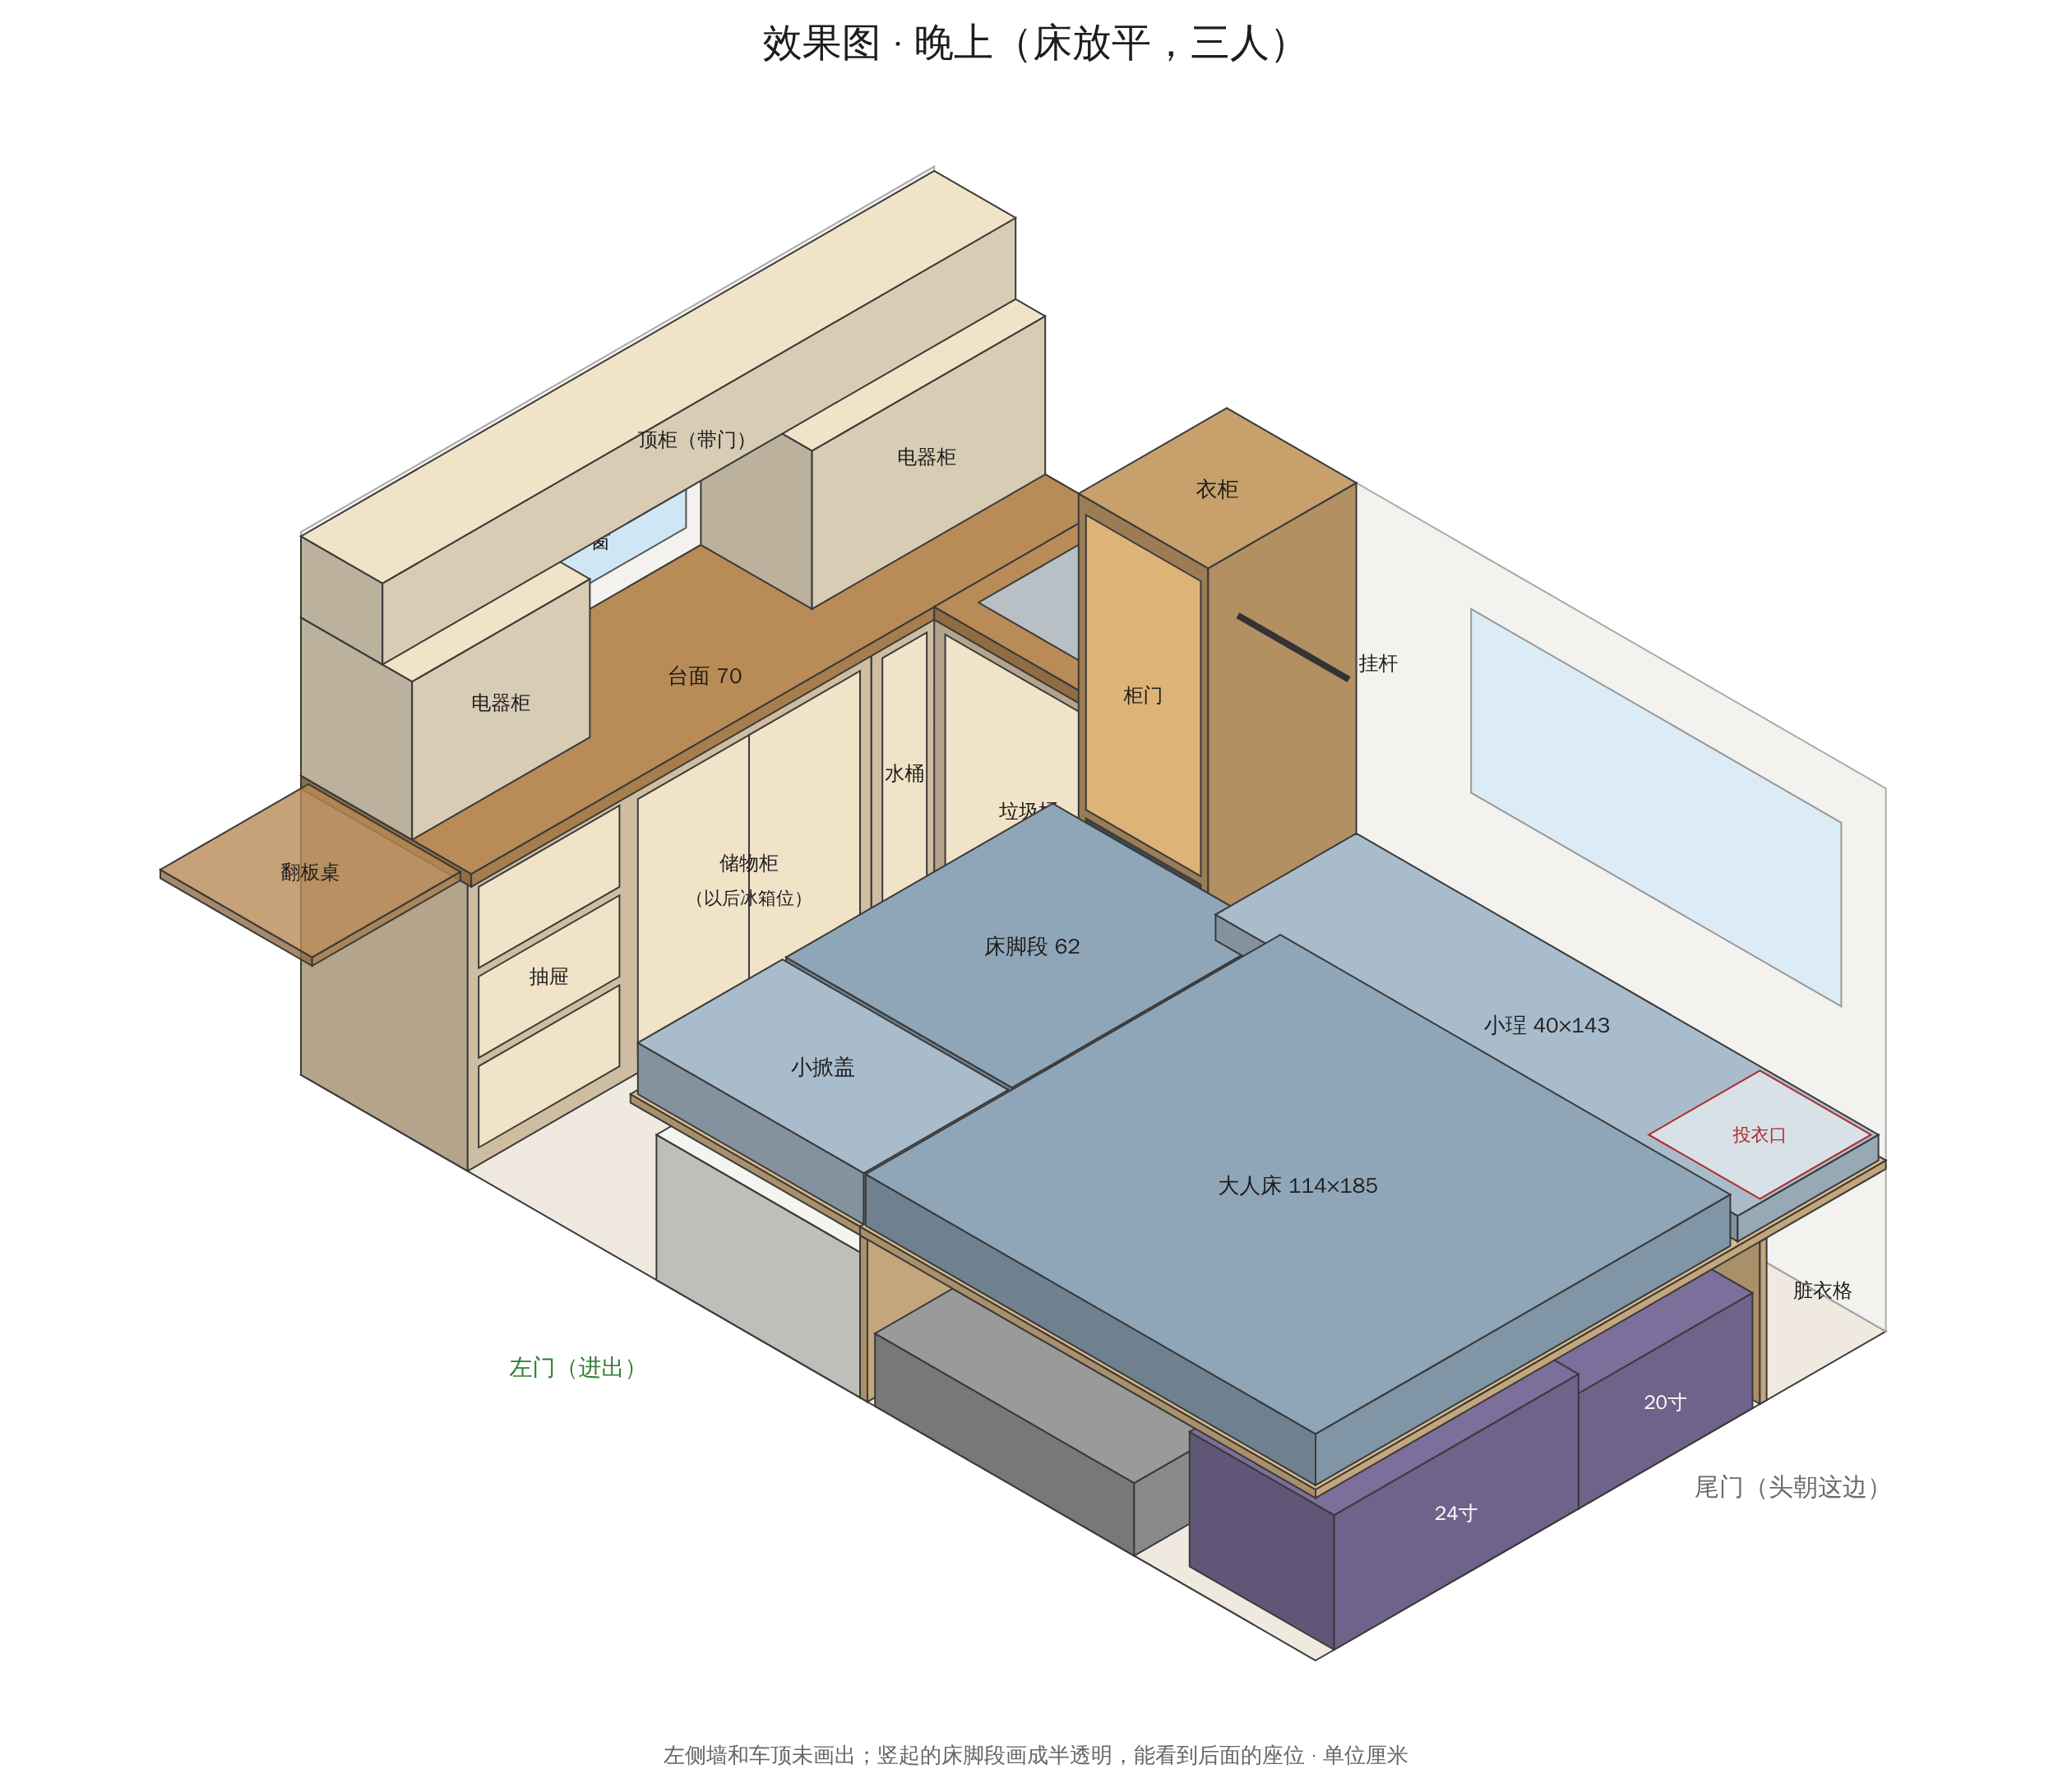 效果图 · 晚上（床放平，三人）
顶柜（带门）
电器柜
衣柜
窗
挂杆
台面 70
柜门
电器柜
水桶
垃圾桶
储物柜
（以后冰箱位）
翻板桌
床脚段 62
抽屉
小珵 40×143
小掀盖
投衣口
大人床 114×185
脏衣格
左门（进出）
20寸
尾门（头朝这边）
24寸
左侧墙和车顶未画出；竖起的床脚段画成半透明，能看到后面的座位 · 单位厘米